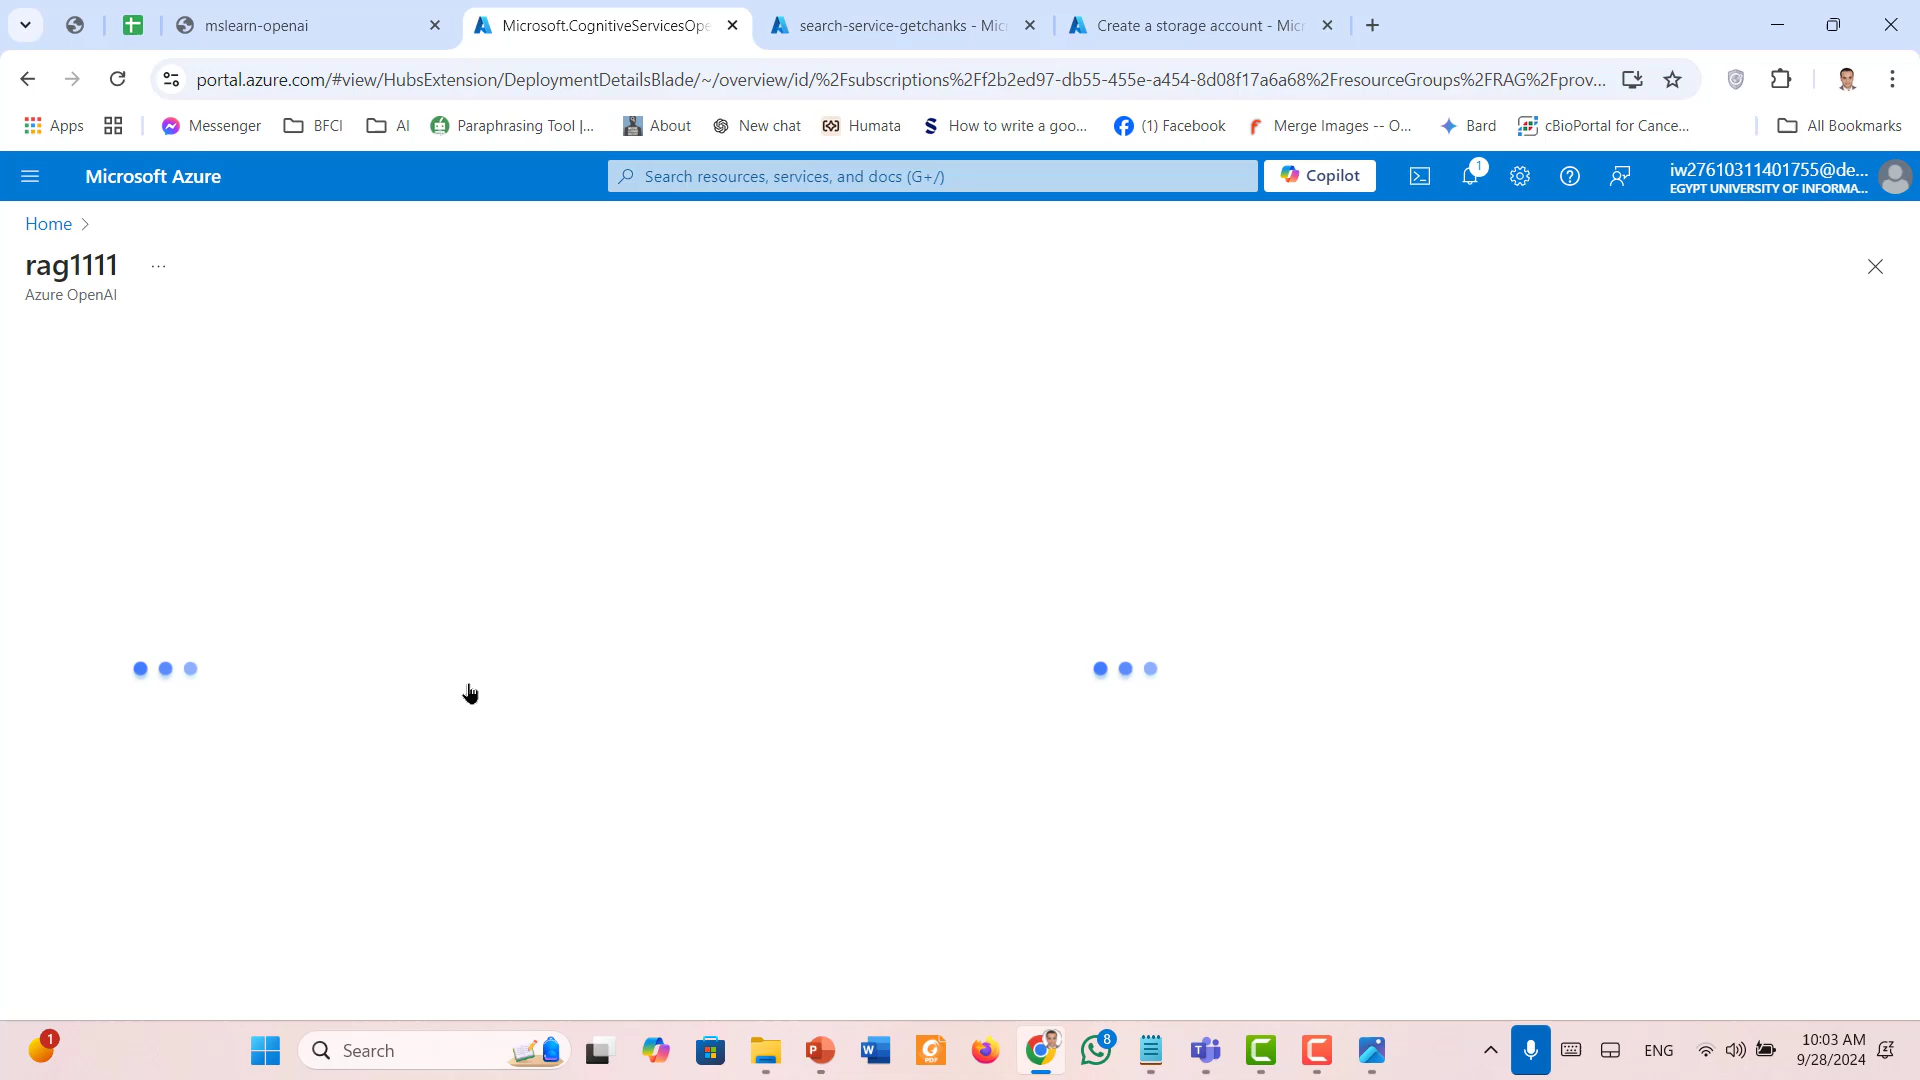 mslearn-openai
Microsoft.CognitiveServicesOpe
search-service-getchanks - Mic
Create a storage account - Micr
portal.azure.com/#view/HubsExtension/DeploymentDetailsBlade/~/overview/id/%2Fsubscriptions%2Ff2b2ed97-db55-455e-a454-8d08f17a6a68%2FresourceGroups%2FRAG%2Fprov...
Apps
Messenger
BFCI
AI
Paraphrasing Tool |...
About
New chat
Humata
How to write a goo...
(1) Facebook
Merge Images -- O...
Bard
cBioPortal for Cance...
All Bookmarks
Microsoft Azure
Search resources, services, and docs (G+/)
Copilot
1
iw27610311401755@de...
EGYPT UNIVERSITY OF INFORMA...
Home
rag1111
...
Azure OpenAI
1
Search
8
ENG
10:03 AM
9/28/2024